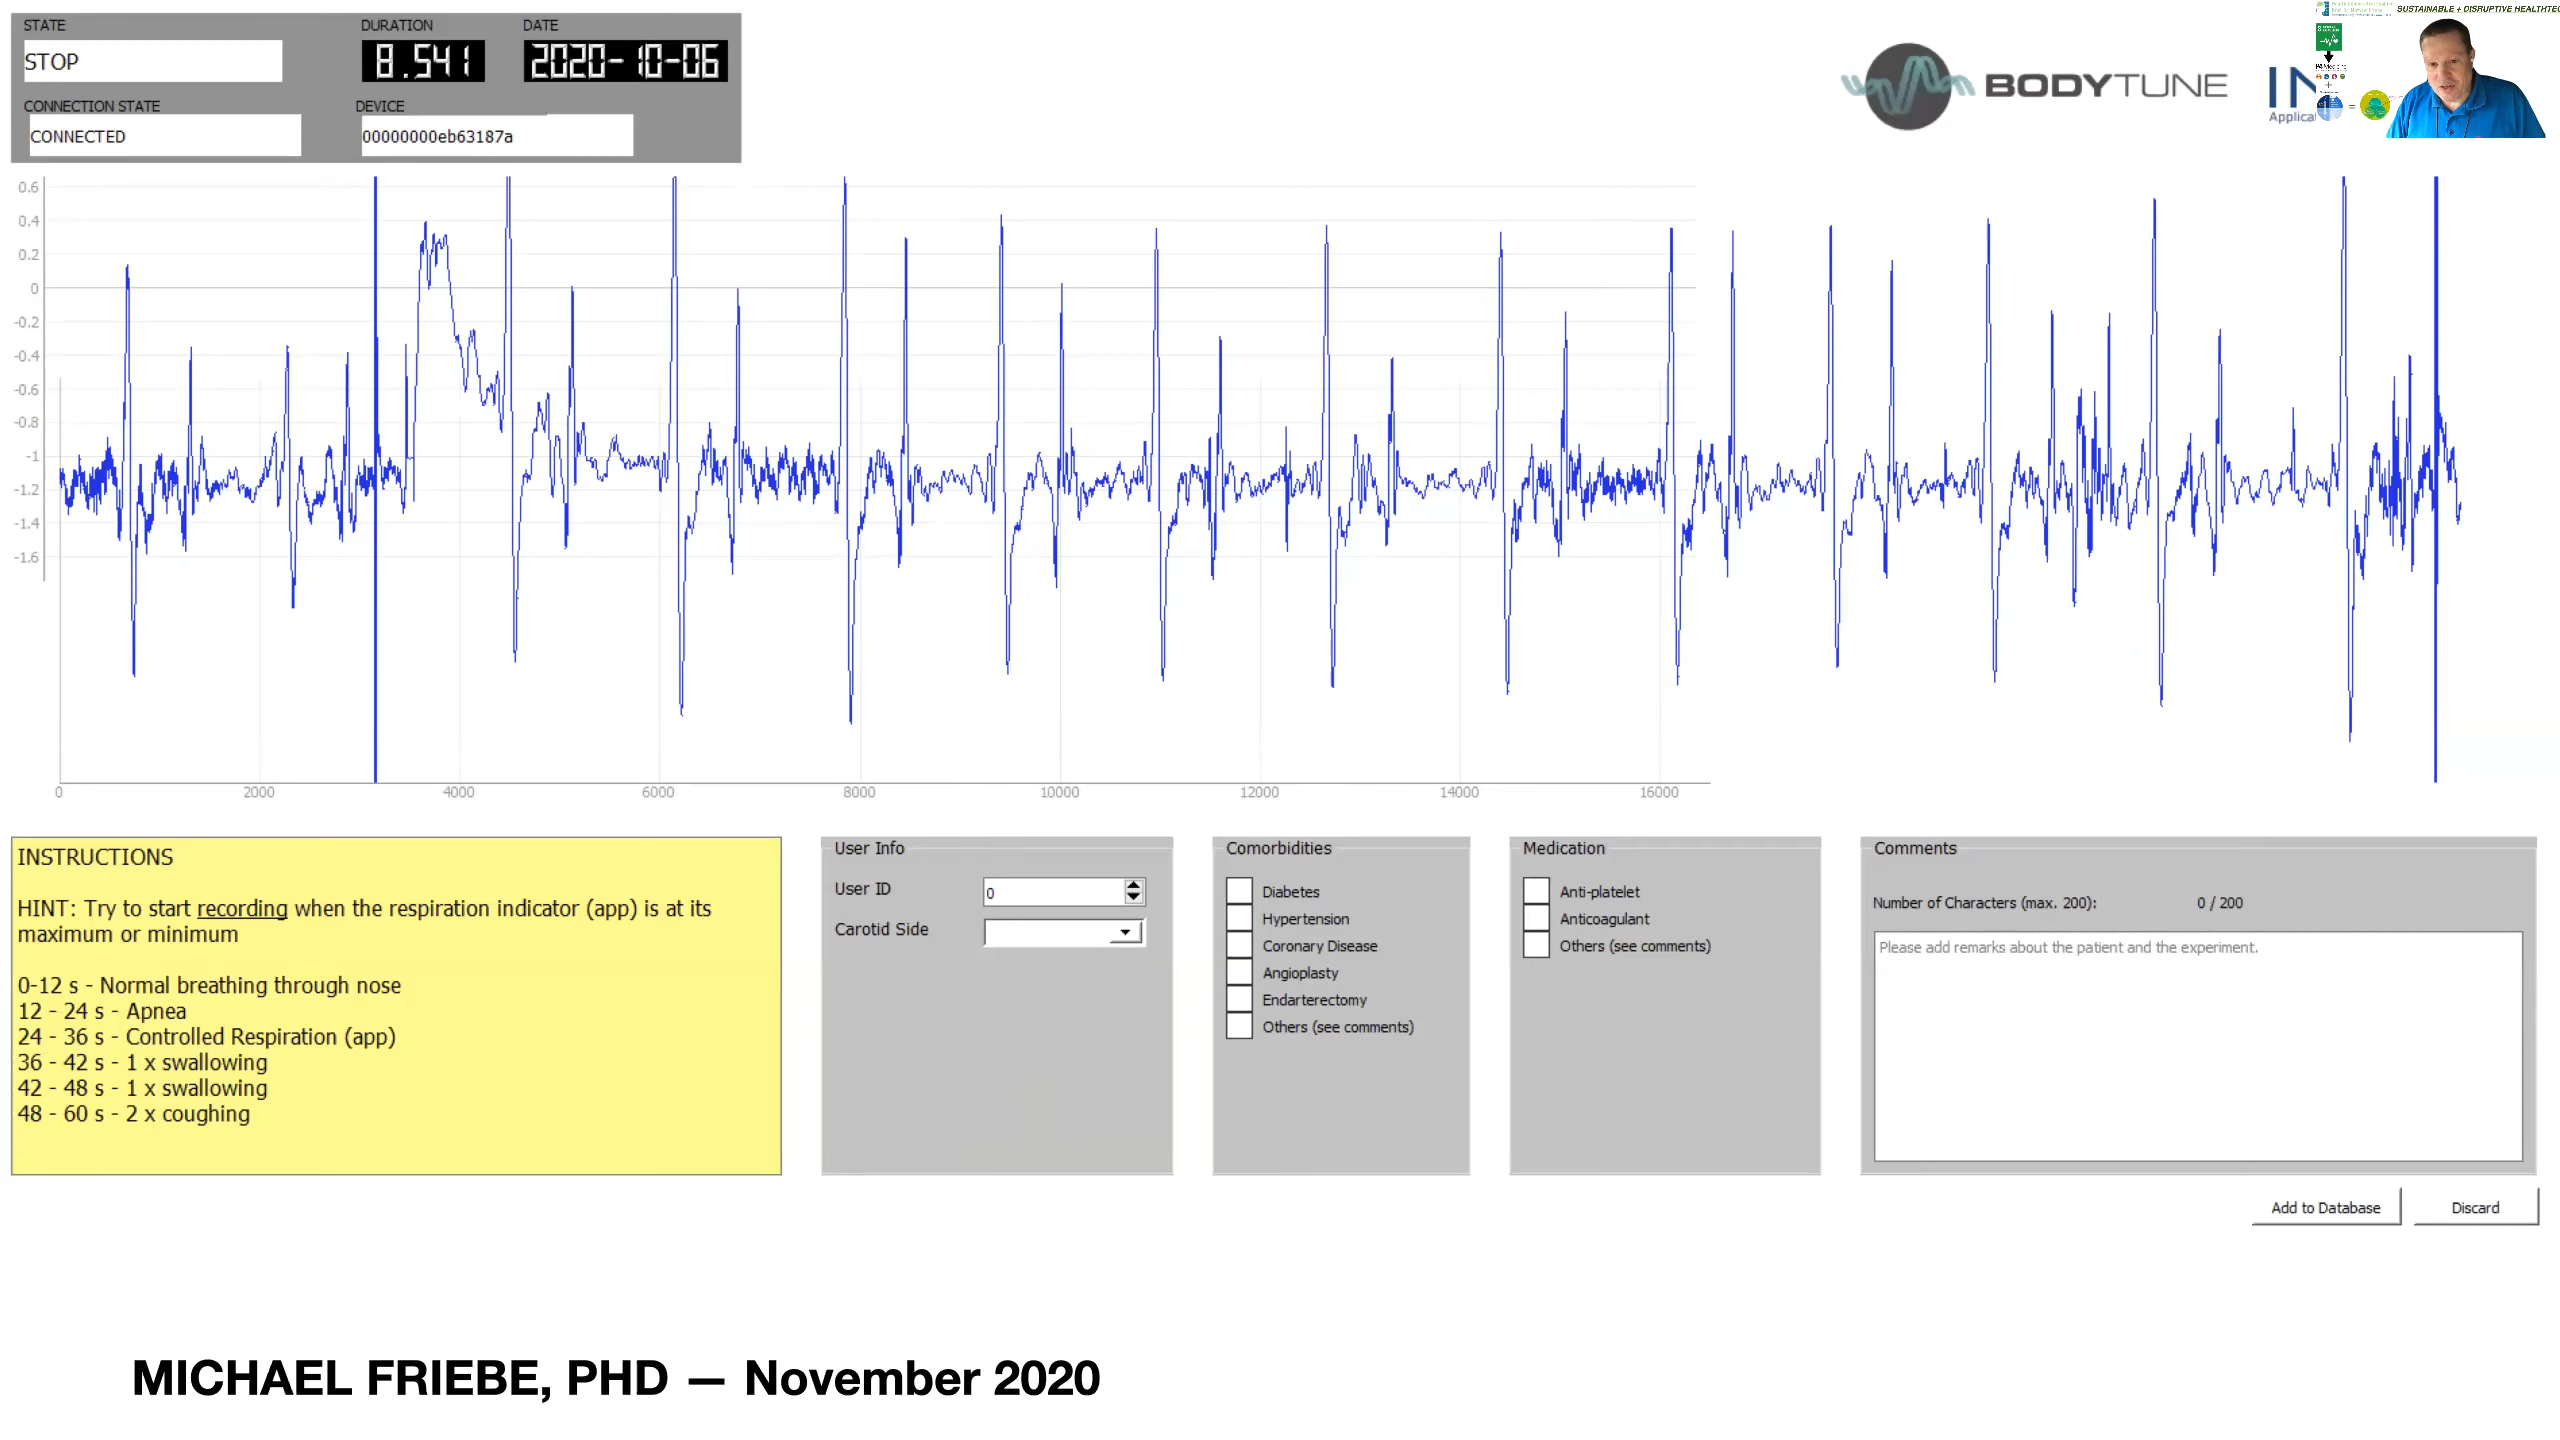 STATE
DURATION
DATE
STOP
8.541
2020-10-06
CONNECTION STATE
DEVICE
CONNECTED
00000000eb63187a
BODYTUNE
IN
SUSTAINABLE + DISRUPTIVE HEALTHTEC
0.6
0.4
0.2
0
-0.2
-0.4
-0.6
-0.8
-1
-1.2
-1.4
-1.6
0
2000
4000
6000
8000
10000
12000
14000
16000
INSTRUCTIONS
HINT: Try to start recording when the respiration indicator (app) is at its
maximum or minimum
0-12 s - Normal breathing through nose
12 - 24 s - Apnea
24 - 36 s - Controlled Respiration (app)
36 - 42 s - 1 x swallowing
42 - 48 s - 1 x swallowing
48 - 60 s - 2 x coughing
User Info
User ID
0
Carotid Side
Comorbidities
Diabetes
Hypertension
Coronary Disease
Angioplasty
Endarterectomy
Others (see comments)
Medication
Anti-platelet
Anticoagulant
Others (see comments)
Comments
Number of Characters (max. 200):
0 / 200
Please add remarks about the patient and the experiment.
Add to Database
Discard
MICHAEL FRIEBE, PHD — November 2020